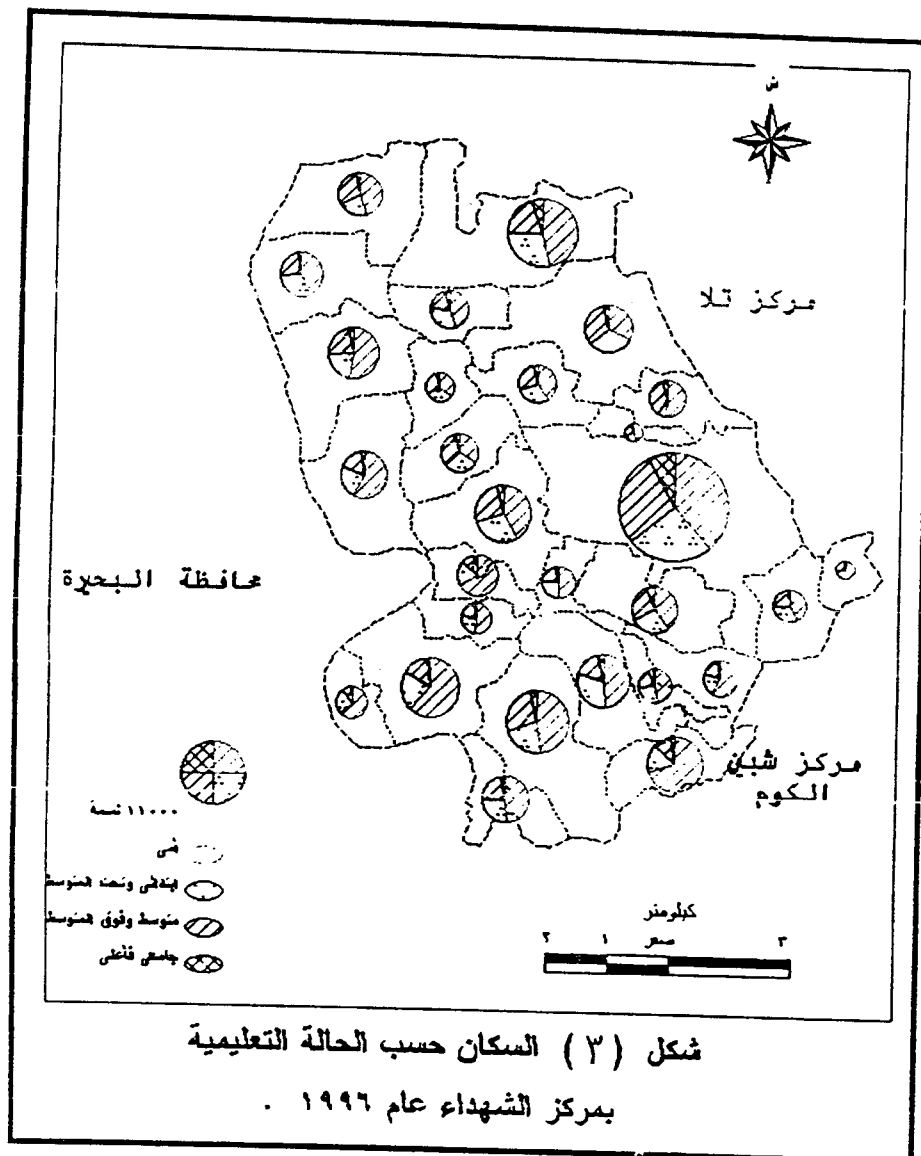 ش
مركز تلا
محافظة البحيرة
مركز شبين
الكوم
١١٠٠٠ نسمة
أمى
ابتدائى وتحت المتوسط
متوسط وفوق المتوسط
جامعى فأعلى
كيلومتر
٢ ١ صفر ٣
شكل (٣) السكان حسب الحالة التعليمية
بمركز الشهداء عام ١٩٩٦ .